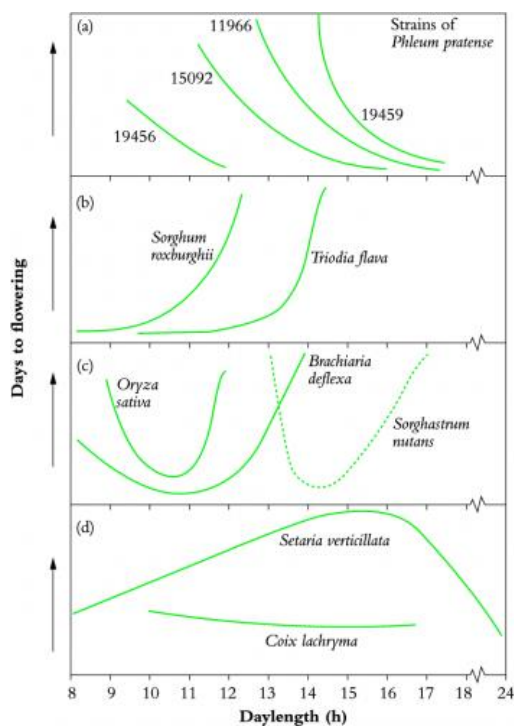 (a)
11966
Strains of
Phleum pratense
15092
19456
19459
(b)
Sorghum
roxburghii
Triodia flava
Days to flowering
(c)
Oryza
sativa
Brachiaria
deflexa
Sorghastrum
nutans
(d)
Setaria verticillata
Coix lachryma
8 9 10 11 12 13 14 15 16 17 18 24
Daylength (h)